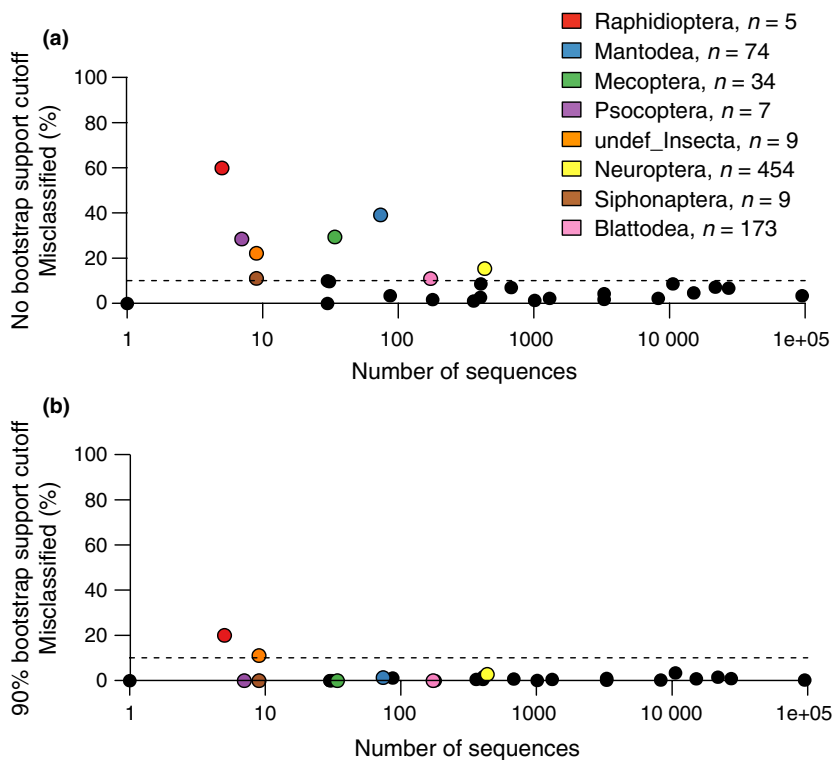 (a)
Raphidioptera, n = 5
Mantodea, n = 74
Mecoptera, n = 34
Psocoptera, n = 7
undef_Insecta, n = 9
Neuroptera, n = 454
Siphonaptera, n = 9
Blattodea, n = 173
No bootstrap support cutoff
Misclassified (%)
100
80
60
40
20
0
1 10 100 1000 10 000 1e+05
Number of sequences
(b)
90% bootstrap support cutoff
Misclassified (%)
100
80
60
40
20
0
1 10 100 1000 10 000 1e+05
Number of sequences